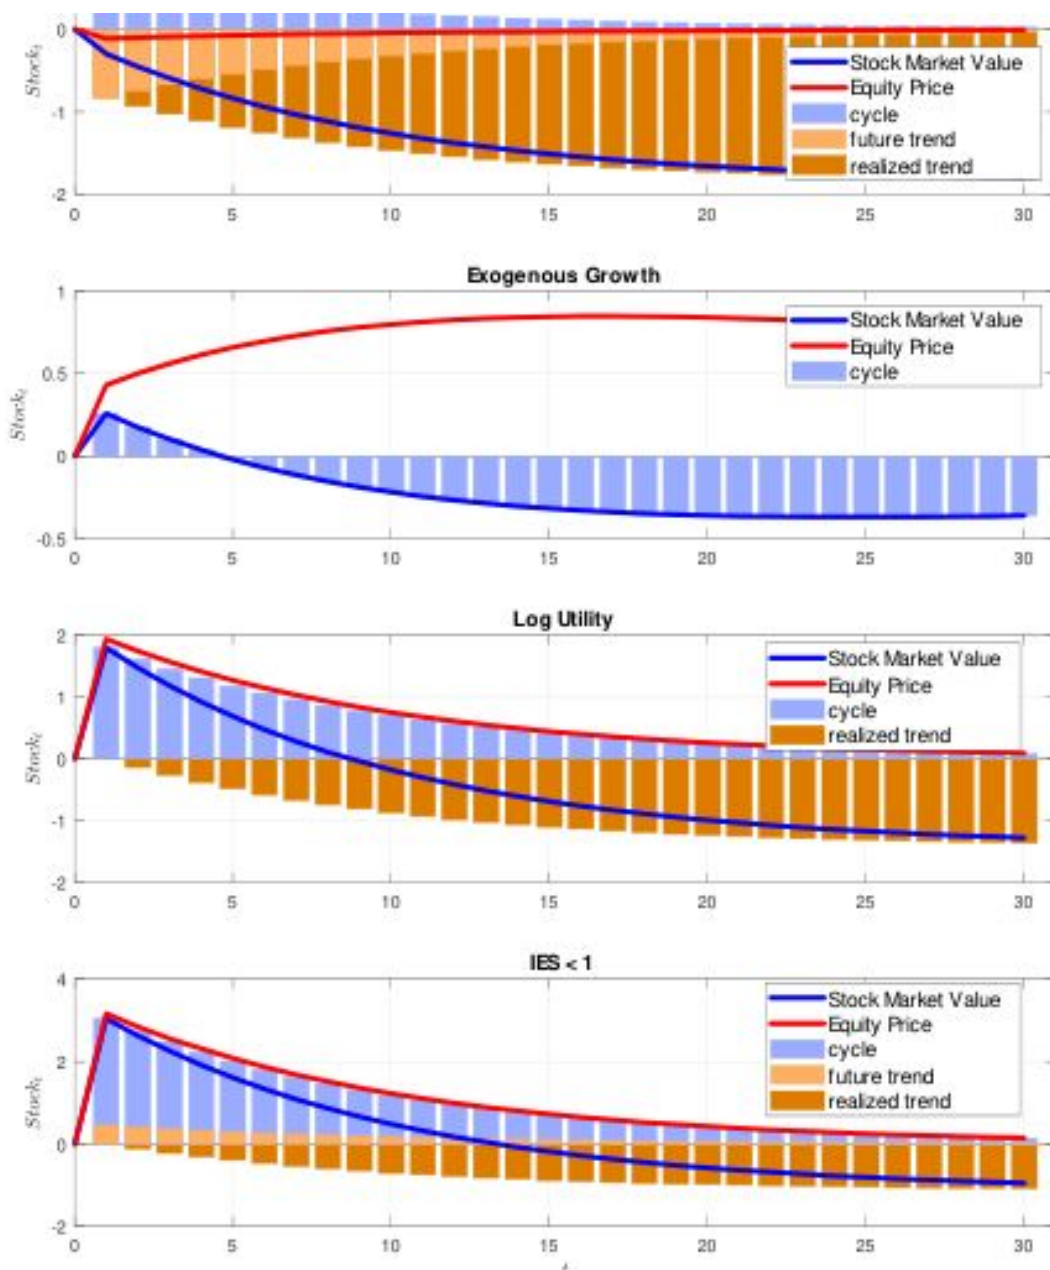 0
-1
-2
Stock_t
Stock Market Value
Equity Price
cycle
future trend
realized trend
0 5 10 15 20 25 30
Exogenous Growth
1
0.5
0
-0.5
Stock_t
Stock Market Value
Equity Price
cycle
0 5 10 15 20 25 30
Log Utility
2
1
0
-1
-2
Stock_t
Stock Market Value
Equity Price
cycle
realized trend
0 5 10 15 20 25 30
IES < 1
4
2
0
-2
Stock_t
Stock Market Value
Equity Price
cycle
future trend
realized trend
0 5 10 15 20 25 30